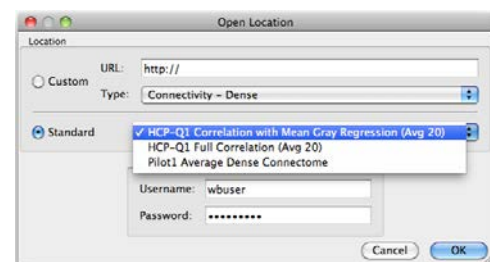 Open Location
Location
Custom
URL: http://
Type: Connectivity - Dense
Standard
✓ HCP-Q1 Correlation with Mean Gray Regression (Avg 20)
HCP-Q1 Full Correlation (Avg 20)
Pilot1 Average Dense Connectome
Username: wbuser
Password: •••••••••
Cancel OK